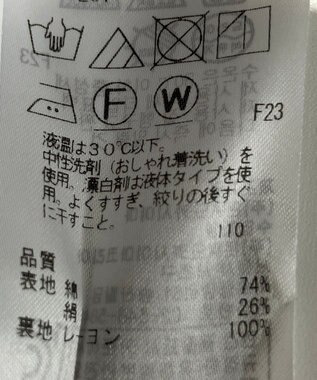 F
W
F23
液温は30℃以下。
中性洗剤（おしゃれ着洗い）を
使用。漂白剤は液体タイプを使
用。よくすすぎ、絞りの後すぐ
に干すこと。
110
品質
表地 綿 74%
絹 26%
裏地 レーヨン 100%